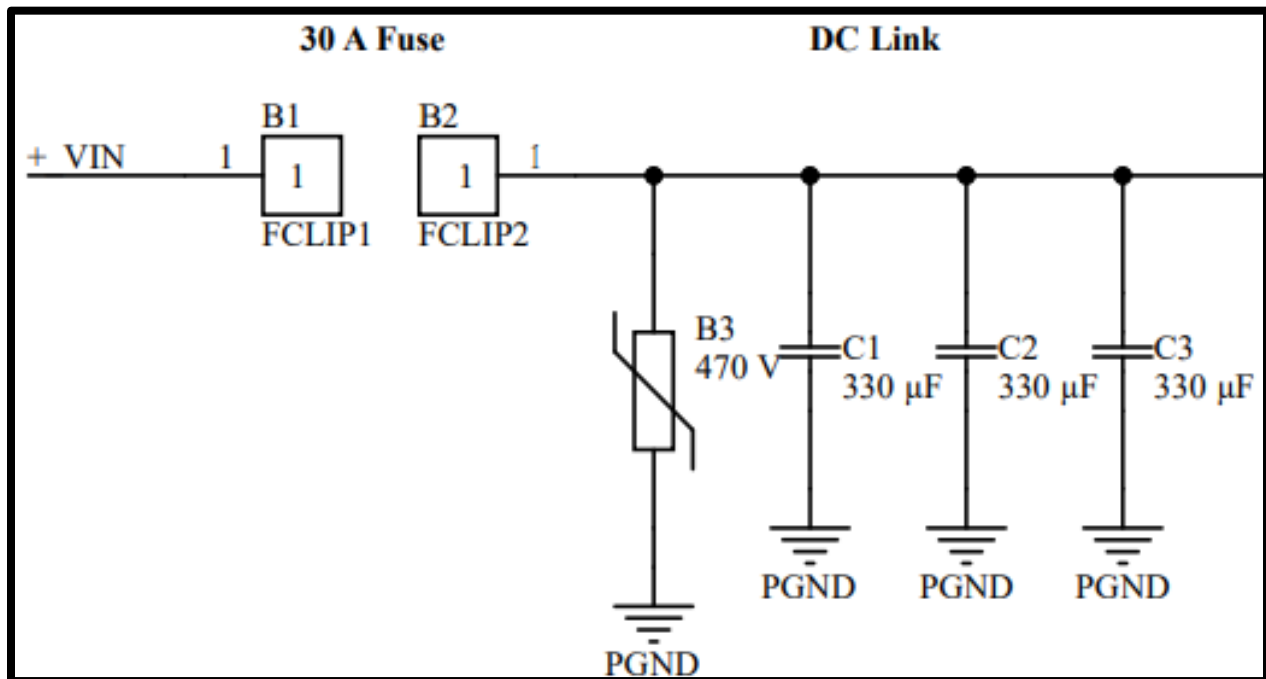 30 A Fuse
DC Link
B1
B2
+ VIN
1
1
1
1
FCLIP1
FCLIP2
B3
470 V
C1
330 µF
C2
330 µF
C3
330 µF
PGND
PGND
PGND
PGND